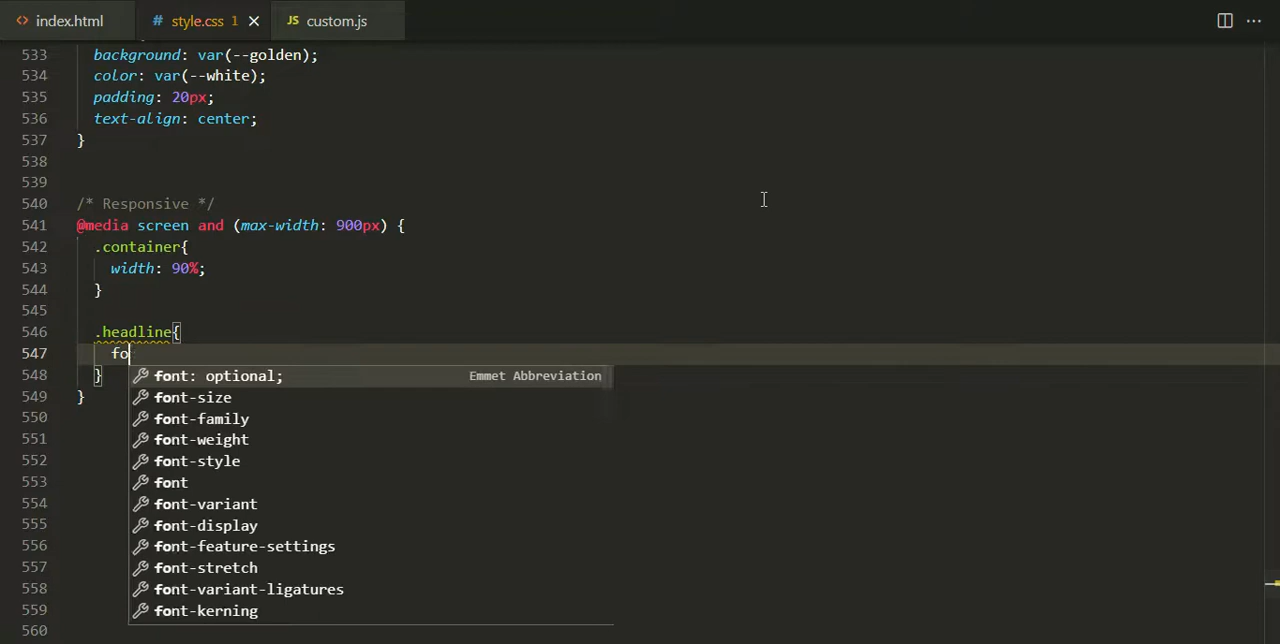 <> index.html # style.css 1 × JS custom.js ...
533 background: var(--golden);
534 color: var(--white);
535 padding: 20px;
536 text-align: center;
537 }
538
539
540 /* Responsive */
541 @media screen and (max-width: 900px) {
542 .container{
543 width: 90%;
544 }
545
546 .headline{
547 fo
548 } font: optional; Emmet Abbreviation
549 } font-size
550 font-family
551 font-weight
552 font-style
553 font
554 font-variant
555 font-display
556 font-feature-settings
557 font-stretch
558 font-variant-ligatures
559 font-kerning
560